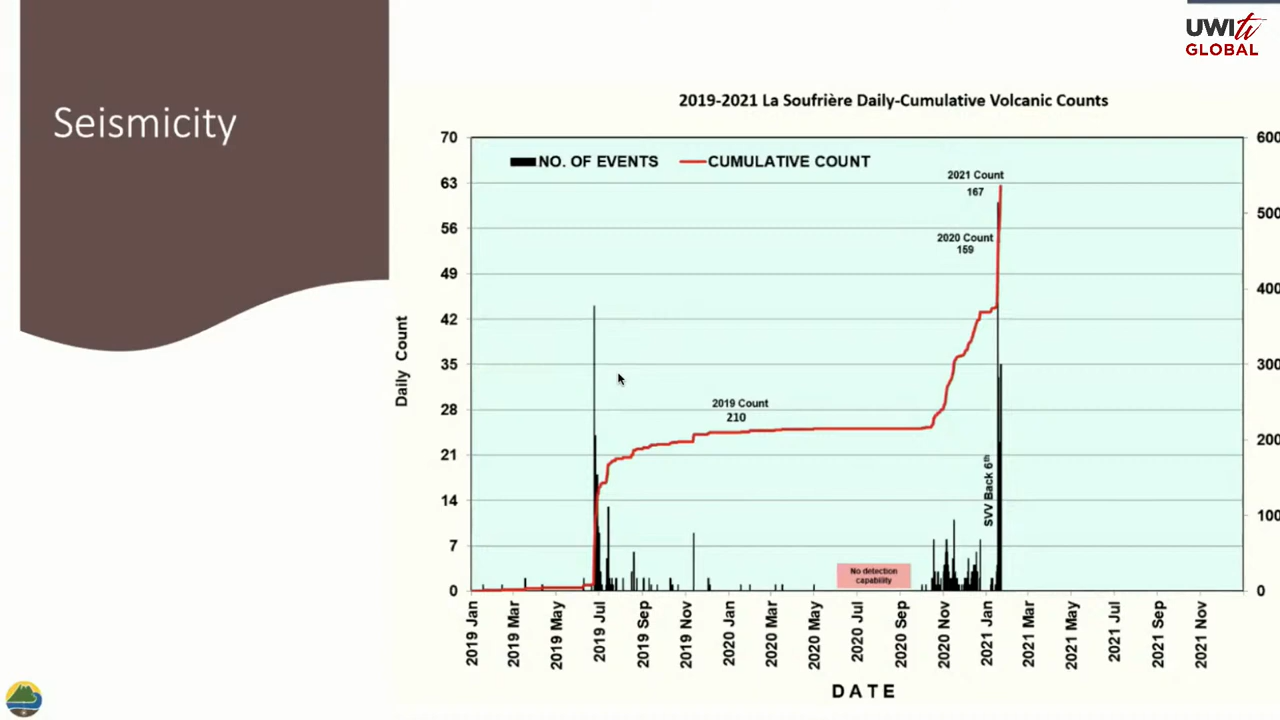 UWI tv
GLOBAL
Seismicity
2019-2021 La Soufrière Daily-Cumulative Volcanic Counts
NO. OF EVENTS
CUMULATIVE COUNT
Daily Count
70
63
56
49
42
35
28
21
14
7
0
600
500
400
300
200
100
0
2021 Count
167
2020 Count
159
2019 Count
210
SVV Back 6th
No detection
capability
2019 Jan
2019 Mar
2019 May
2019 Jul
2019 Sep
2019 Nov
2020 Jan
2020 Mar
2020 May
2020 Jul
2020 Sep
2020 Nov
2021 Jan
2021 Mar
2021 May
2021 Jul
2021 Sep
2021 Nov
DATE